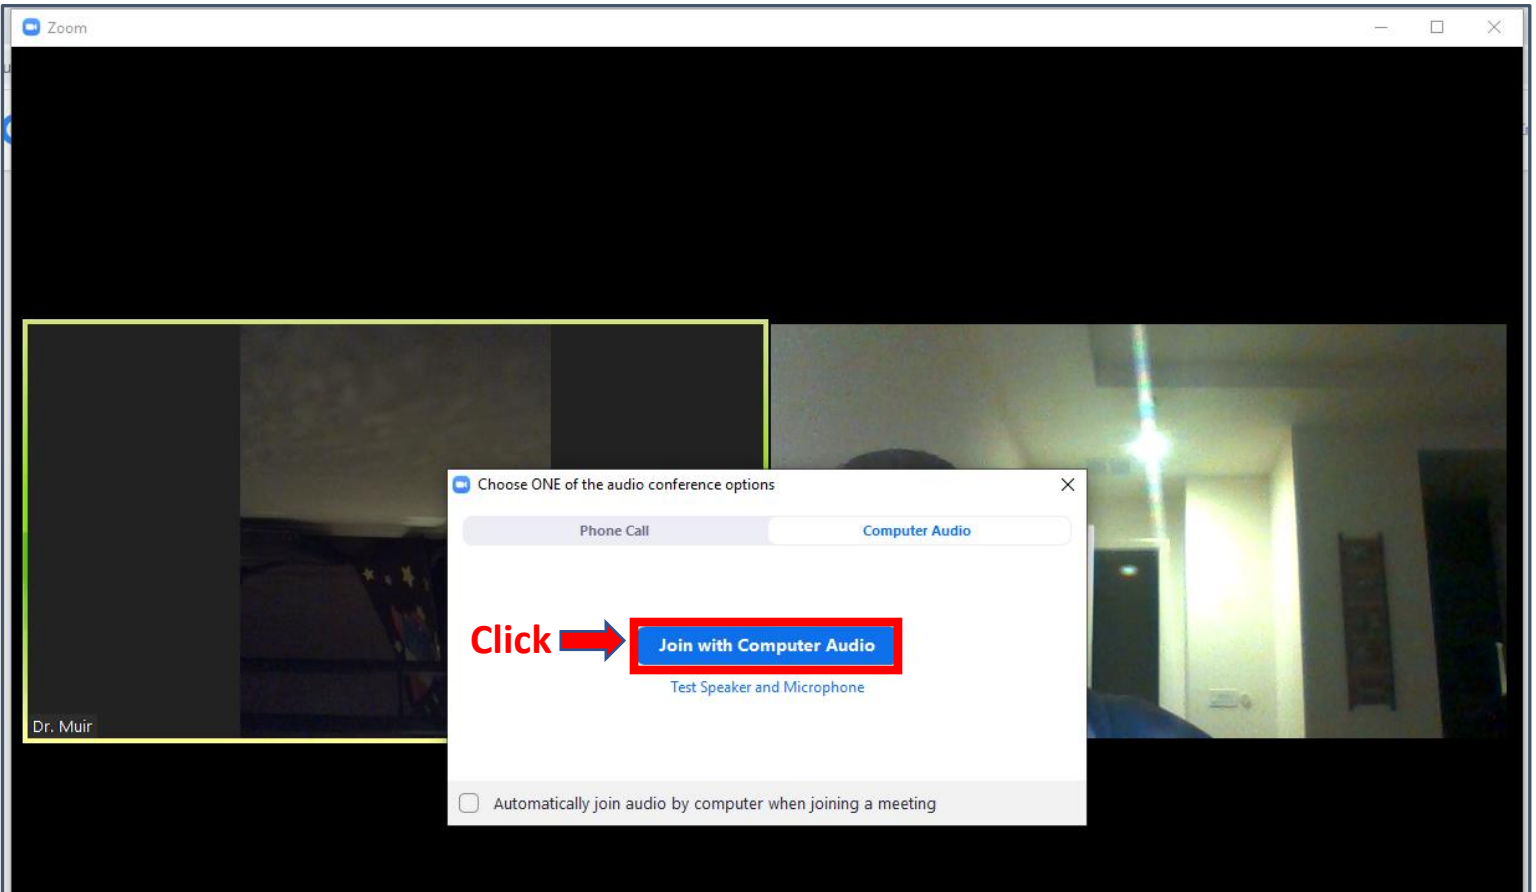 Zoom
Choose ONE of the audio conference options
Phone Call
Computer Audio
Click
Join with Computer Audio
Test Speaker and Microphone
Dr. Muir
Automatically join audio by computer when joining a meeting